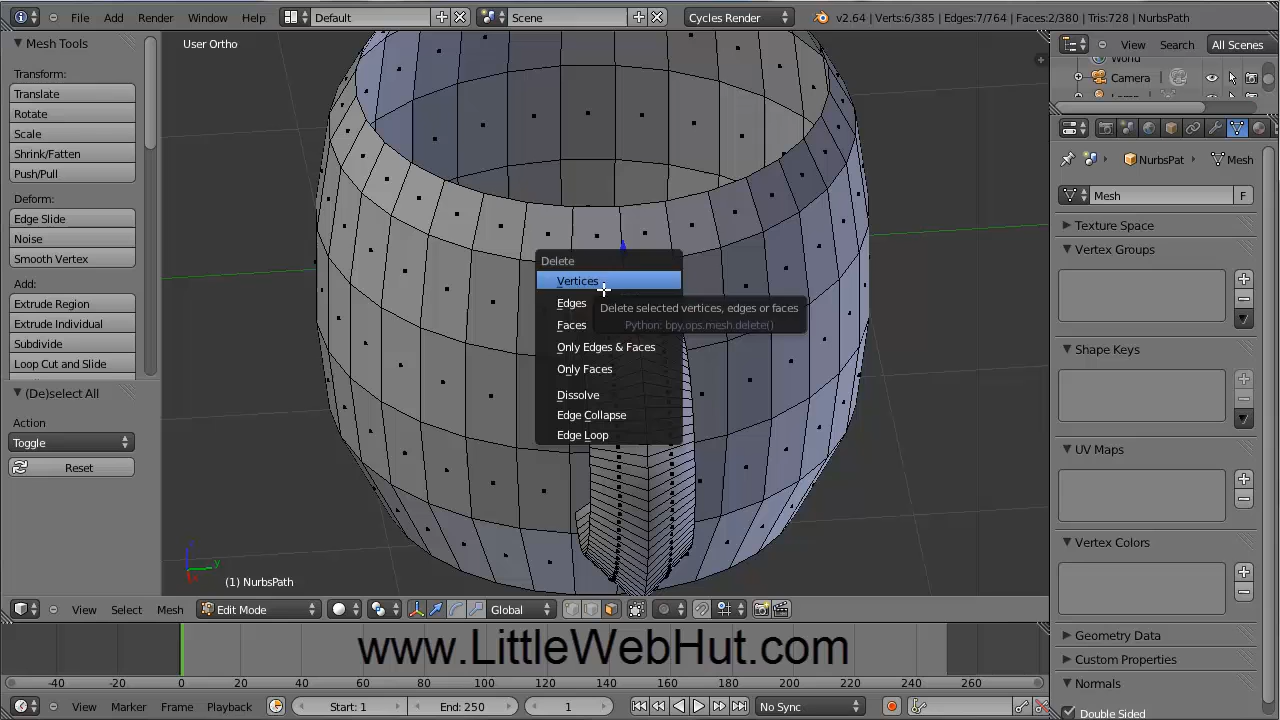 File Add Render Window Help Default Scene Cycles Render v2.64 | Verts:6/385 | Edges:7/764 | Faces:2/380 | Tris:728 | NurbsPath
Mesh Tools
Transform:
Translate
Rotate
Scale
Shrink/Fatten
Push/Pull
Deform:
Edge Slide
Noise
Smooth Vertex
Add:
Extrude Region
Extrude Individual
Subdivide
Loop Cut and Slide
(De)select All
Action
Toggle
Reset
User Ortho
Delete
Vertices
Edges
Faces
Only Edges & Faces
Only Faces
Dissolve
Edge Collapse
Edge Loop
Delete selected vertices, edges or faces
Python: bpy.ops.mesh.delete()
z
y
x
(1) NurbsPath
View Select Mesh Edit Mode Global
View Search All Scenes
World
Camera
NurbsPat Mesh
Mesh F
Texture Space
Vertex Groups
Shape Keys
UV Maps
Vertex Colors
Geometry Data
Custom Properties
Normals
Double Sided
www.LittleWebHut.com
-40 -20 0 20 40 60 80 100 120 140 160 180 200 220 240 260
View Marker Frame Playback Start: 1 End: 250 1 No Sync